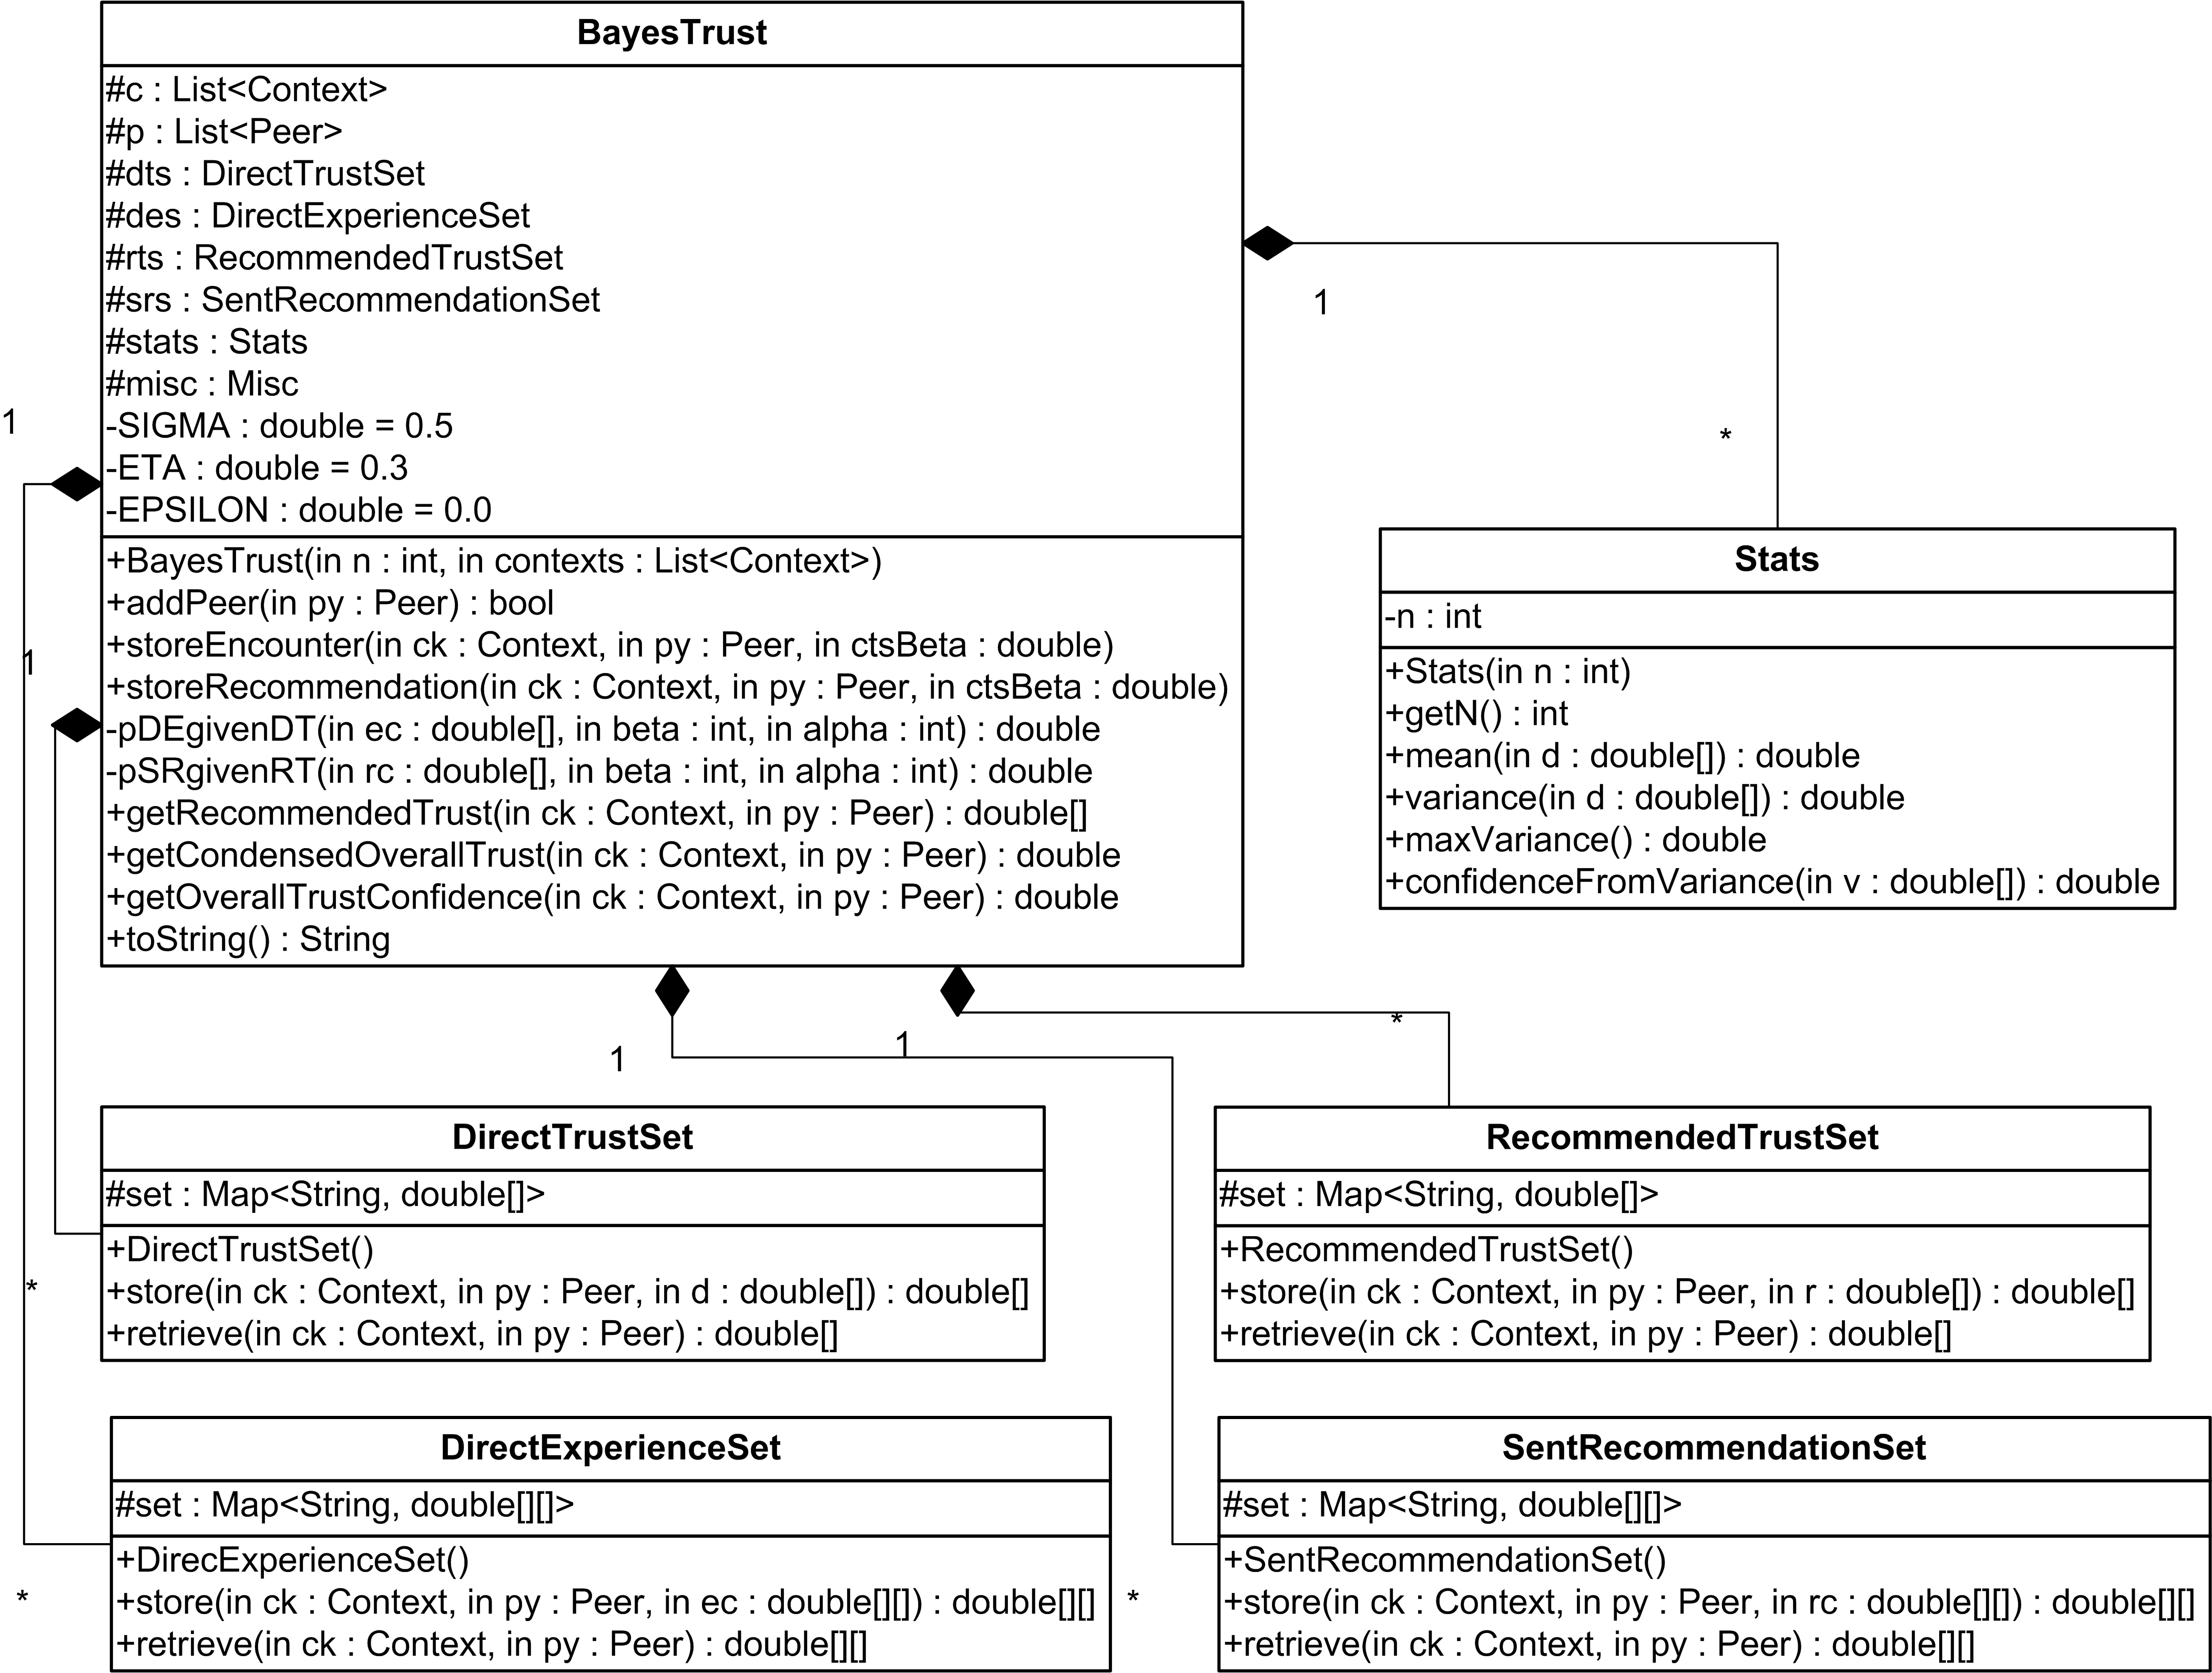 BayesTrust
#c : List<Context>
#p : List<Peer>
#dts : DirectTrustSet
#des : DirectExperienceSet
#rts : RecommendedTrustSet
#srs : SentRecommendationSet
#stats : Stats
#misc : Misc
-SIGMA : double = 0.5
-ETA : double = 0.3
-EPSILON : double = 0.0
+BayesTrust(in n : int, in contexts : List<Context>)
+addPeer(in py : Peer) : bool
+storeEncounter(in ck : Context, in py : Peer, in ctsBeta : double)
+storeRecommendation(in ck : Context, in py : Peer, in ctsBeta : double)
-pDEgivenDT(in ec : double[], in beta : int, in alpha : int) : double
-pSRgivenRT(in rc : double[], in beta : int, in alpha : int) : double
+getRecommendedTrust(in ck : Context, in py : Peer) : double[]
+getCondensedOverallTrust(in ck : Context, in py : Peer) : double
+getOverallTrustConfidence(in ck : Context, in py : Peer) : double
+toString() : String
1
*
1
1
Stats
-n : int
+Stats(in n : int)
+getN() : int
+mean(in d : double[]) : double
+variance(in d : double[]) : double
+maxVariance() : double
+confidenceFromVariance(in v : double[]) : double
1
1
*
DirectTrustSet
#set : Map<String, double[]>
+DirectTrustSet()
+store(in ck : Context, in py : Peer, in d : double[]) : double[]
+retrieve(in ck : Context, in py : Peer) : double[]
*
RecommendedTrustSet
#set : Map<String, double[]>
+RecommendedTrustSet()
+store(in ck : Context, in py : Peer, in r : double[]) : double[]
+retrieve(in ck : Context, in py : Peer) : double[]
DirectExperienceSet
#set : Map<String, double[][]>
+DirecExperienceSet()
+store(in ck : Context, in py : Peer, in ec : double[][]) : double[][]
+retrieve(in ck : Context, in py : Peer) : double[][]
*
*
SentRecommendationSet
#set : Map<String, double[][]>
+SentRecommendationSet()
+store(in ck : Context, in py : Peer, in rc : double[][]) : double[][]
+retrieve(in ck : Context, in py : Peer) : double[][]